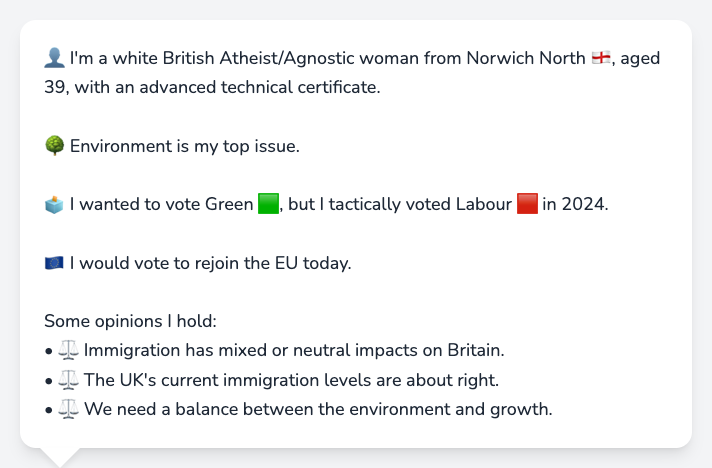 👤 I'm a white British Atheist/Agnostic woman from Norwich North 🏴󠁧󠁢󠁥󠁮󠁧󠁿, aged
39, with an advanced technical certificate.
🌳 Environment is my top issue.
🗳️ I wanted to vote Green 🟩, but I tactically voted Labour 🟥 in 2024.
🇪🇺 I would vote to rejoin the EU today.
Some opinions I hold:
• ⚖️ Immigration has mixed or neutral impacts on Britain.
• ⚖️ The UK's current immigration levels are about right.
• ⚖️ We need a balance between the environment and growth.